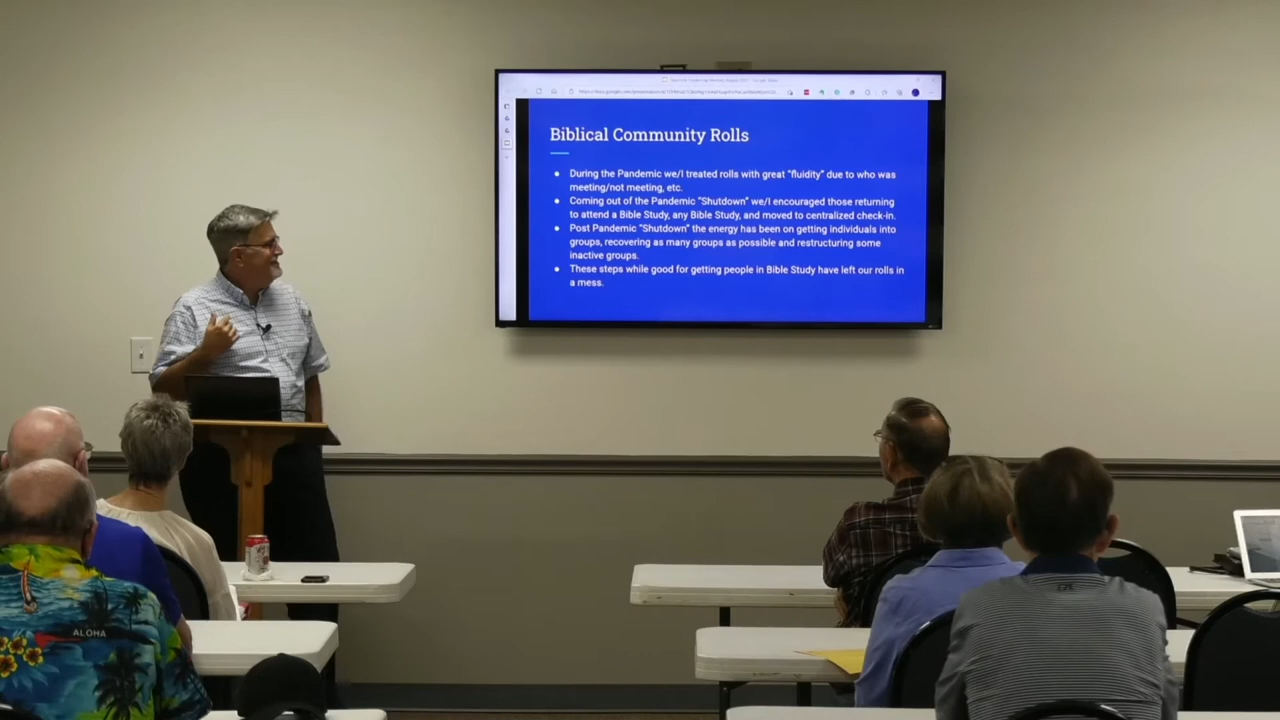 Biblical Community Rolls
During the Pandemic we/I treated rolls with great "fluidity" due to who was
meeting/not meeting, etc.
Coming out of the Pandemic "Shutdown" we/I encouraged those returning
to attend a Bible Study, any Bible Study, and moved to centralized check-in.
Post Pandemic "Shutdown" the energy has been on getting individuals into
groups, recovering as many groups as possible and restructuring some
inactive groups.
These steps while good for getting people in Bible Study have left our rolls in
a mess.
ALOHA